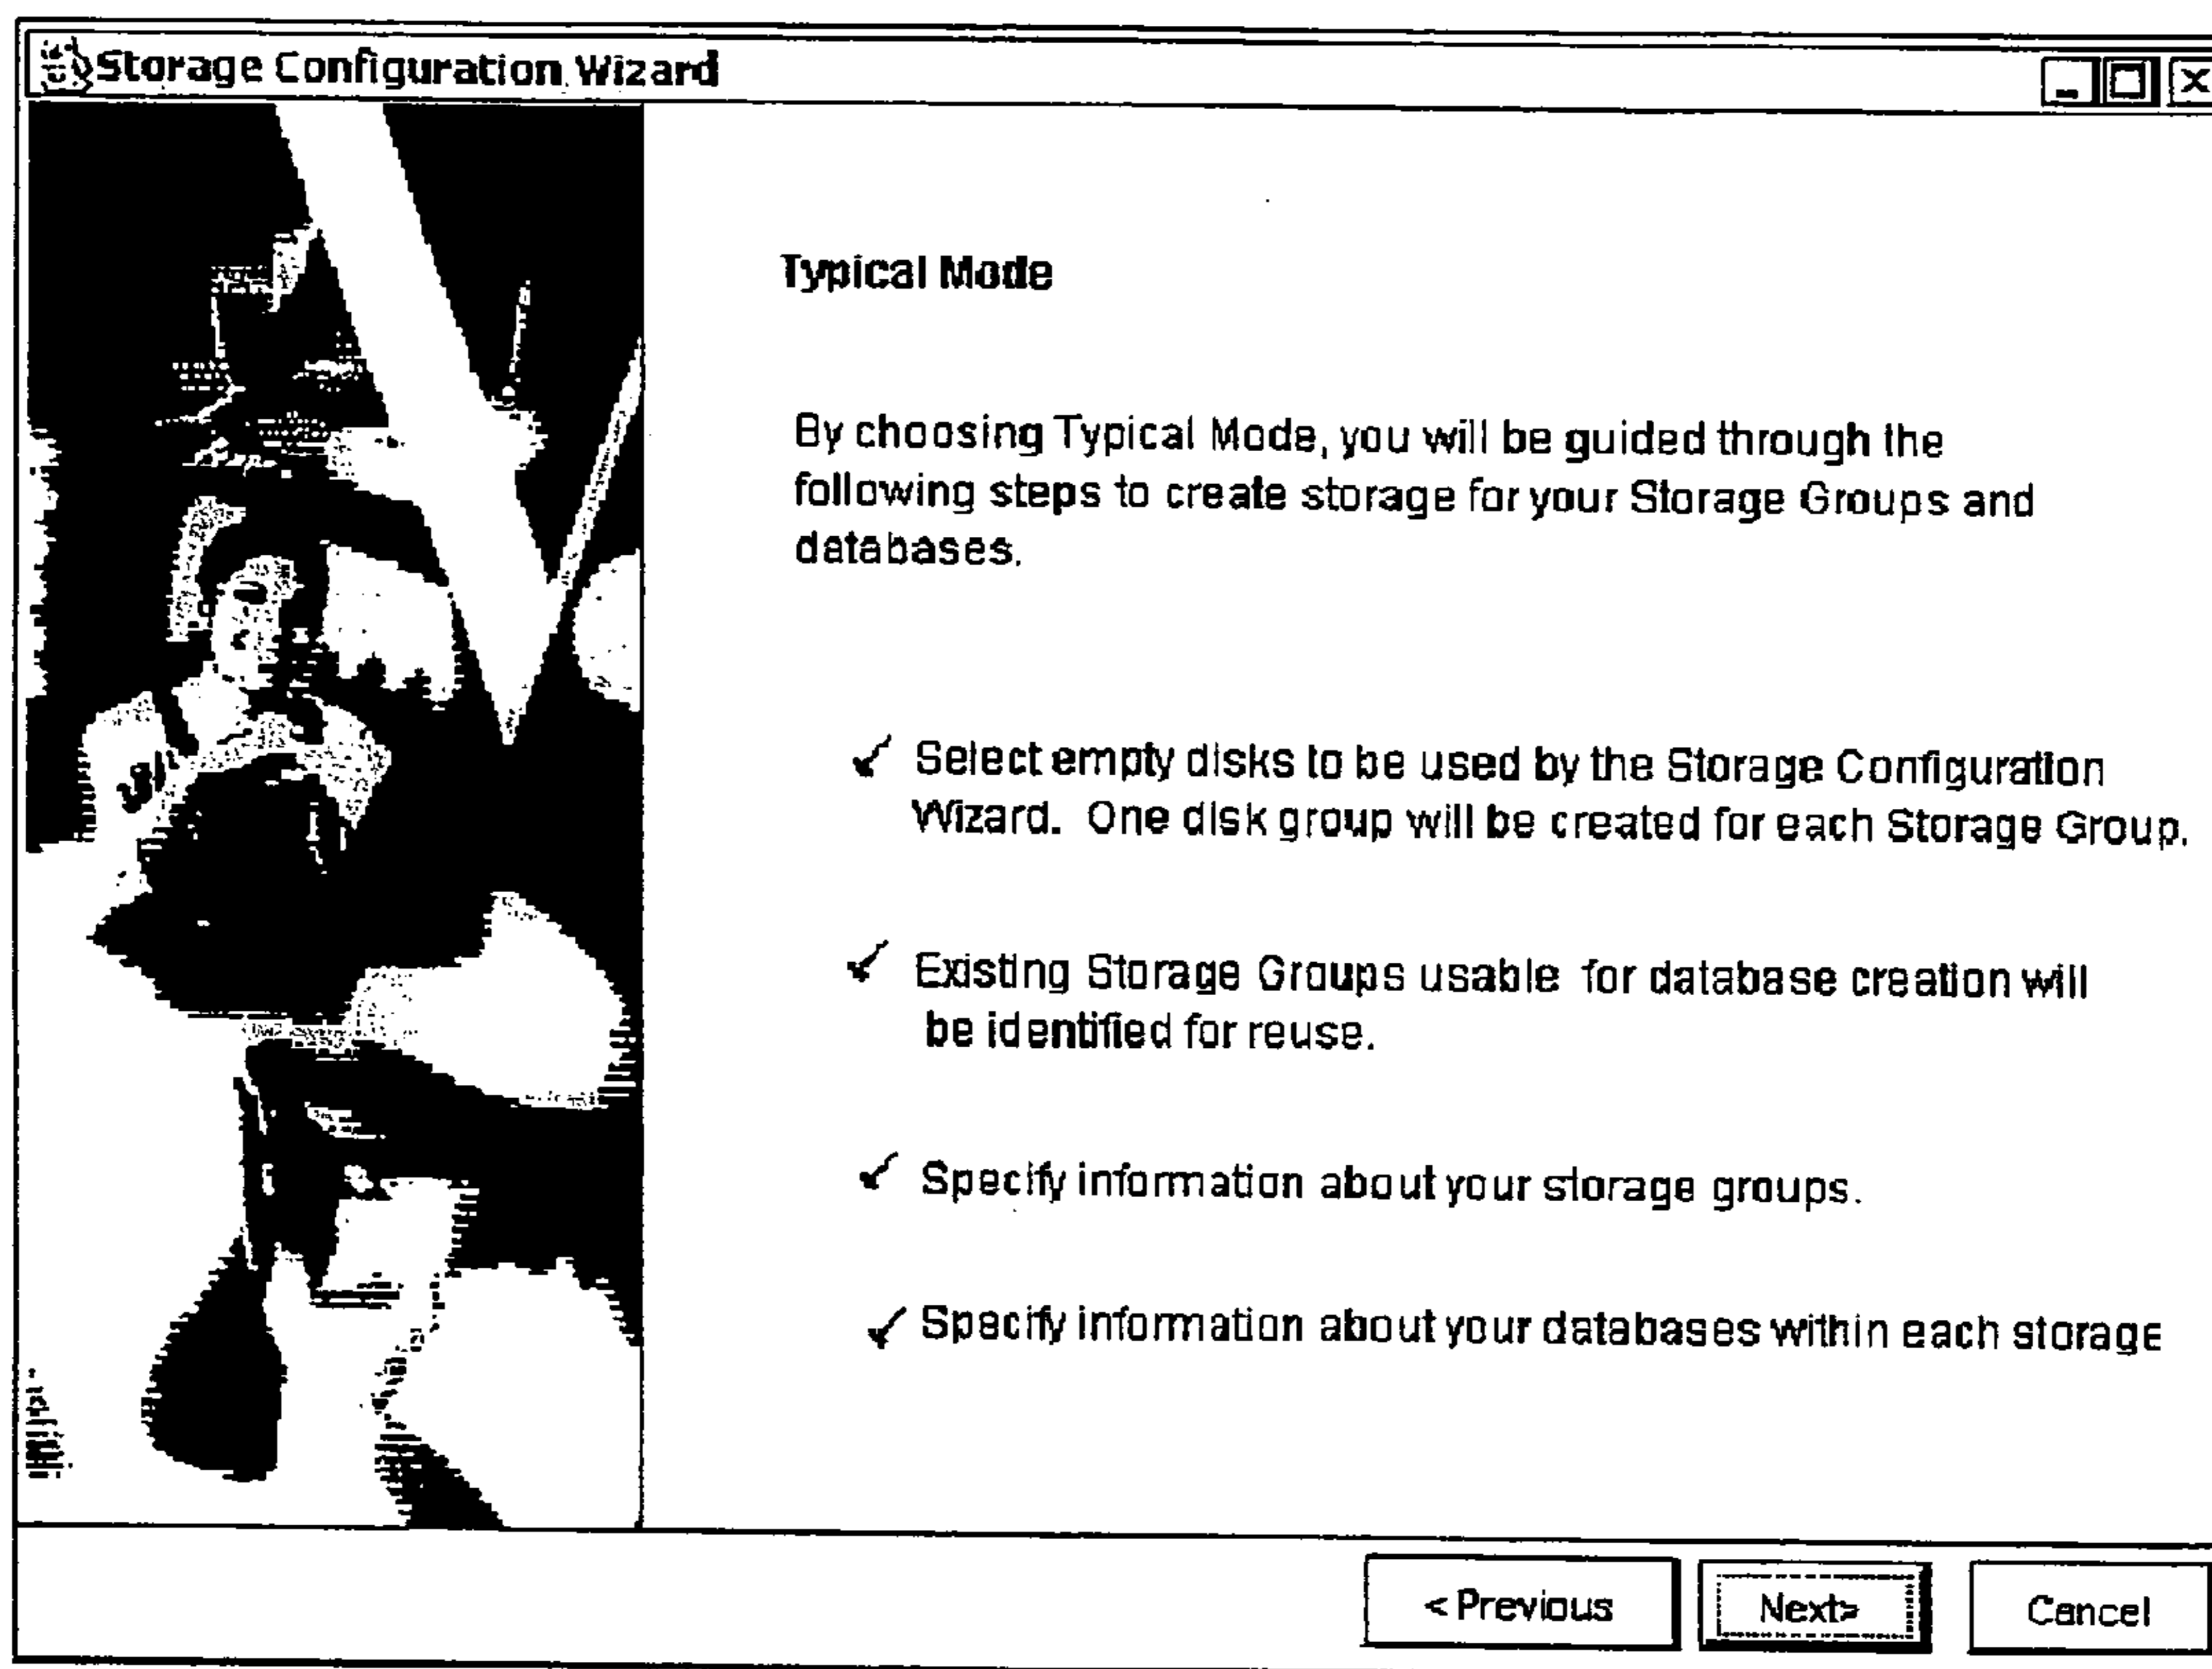 Storage Configuration Wizard
Typical Mode
By choosing Typical Mode, you will be guided through the
following steps to create storage for your Storage Groups and
databases.
Select empty disks to be used by the Storage Configuration
Wizard. One disk group will be created for each Storage Group.
Existing Storage Groups usable for database creation will
be identified for reuse.
Specify information about your storage groups.
Specify information about your databases within each storage
< Previous
Next>
Cancel